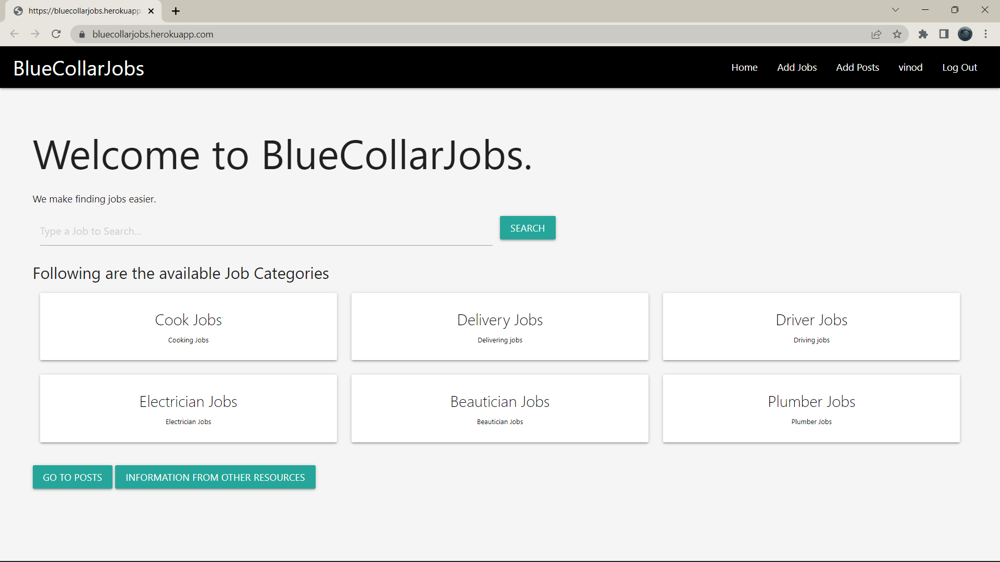 https://bluecollarjobs.herokuapp.
bluecollarjobs.herokuapp.com
BlueCollarJobs
Home
Add Jobs
Add Posts
vinod
Log Out
Welcome to BlueCollarJobs.
We make finding jobs easier.
Type a Job to Search...
SEARCH
Following are the available Job Categories
Cook Jobs
Cooking Jobs
Delivery Jobs
Delivering jobs
Driver Jobs
Driving jobs
Electrician Jobs
Electrician Jobs
Beautician Jobs
Beautician Jobs
Plumber Jobs
Plumber Jobs
GO TO POSTS
INFORMATION FROM OTHER RESOURCES